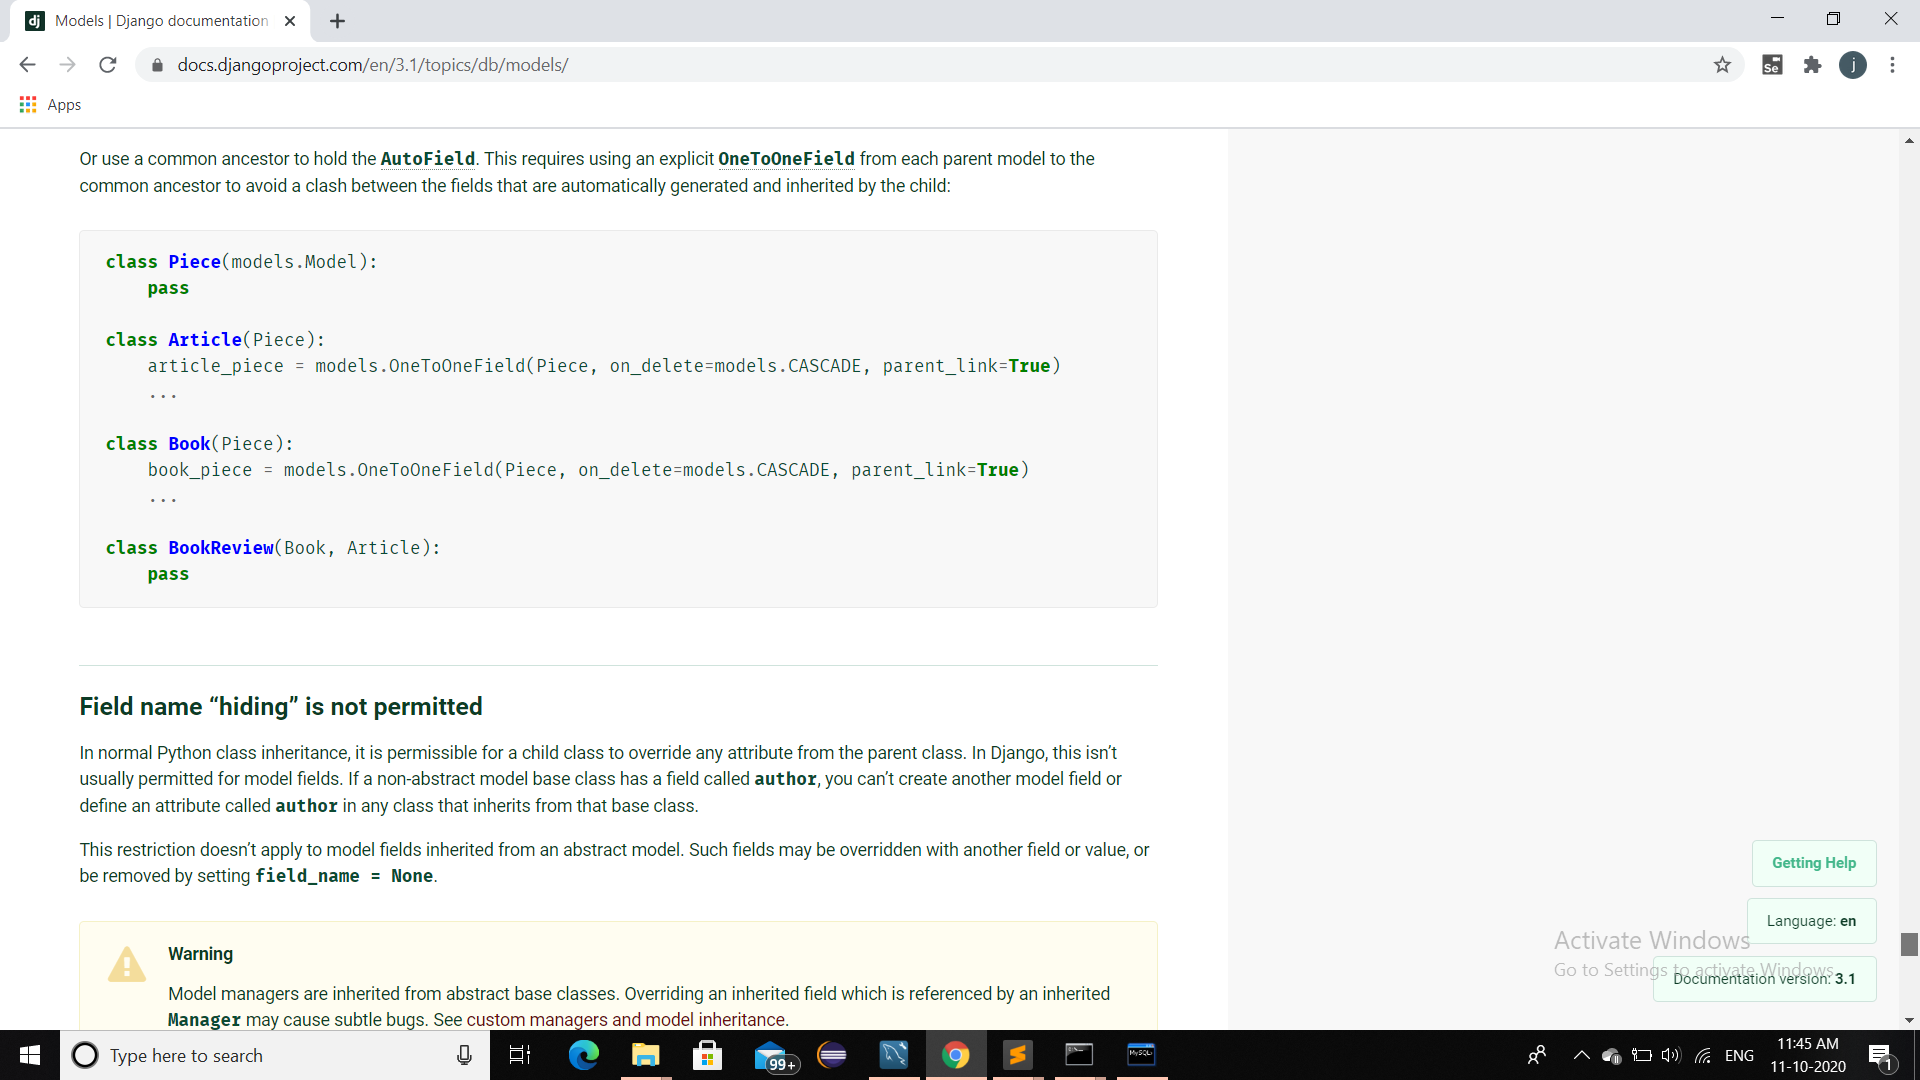 Models | Django documentation
docs.djangoproject.com/en/3.1/topics/db/models/
Se
j
Apps
Or use a common ancestor to hold the AutoField. This requires using an explicit OneToOneField from each parent model to the
common ancestor to avoid a clash between the fields that are automatically generated and inherited by the child:
class Piece(models.Model):
    pass
class Article(Piece):
    article_piece = models.OneToOneField(Piece, on_delete=models.CASCADE, parent_link=True)
    ...
class Book(Piece):
    book_piece = models.OneToOneField(Piece, on_delete=models.CASCADE, parent_link=True)
    ...
class BookReview(Book, Article):
    pass
Field name “hiding” is not permitted
In normal Python class inheritance, it is permissible for a child class to override any attribute from the parent class. In Django, this isn’t
usually permitted for model fields. If a non-abstract model base class has a field called author, you can’t create another model field or
define an attribute called author in any class that inherits from that base class.
This restriction doesn’t apply to model fields inherited from an abstract model. Such fields may be overridden with another field or value, or
be removed by setting field_name = None.
Warning
Model managers are inherited from abstract base classes. Overriding an inherited field which is referenced by an inherited
Manager may cause subtle bugs. See custom managers and model inheritance.
Getting Help
Language: en
Activate Windows
Go to Settings to activate Windows.
Documentation version: 3.1
Type here to search
99+
MySQL
ENG
11:45 AM
11-10-2020
1